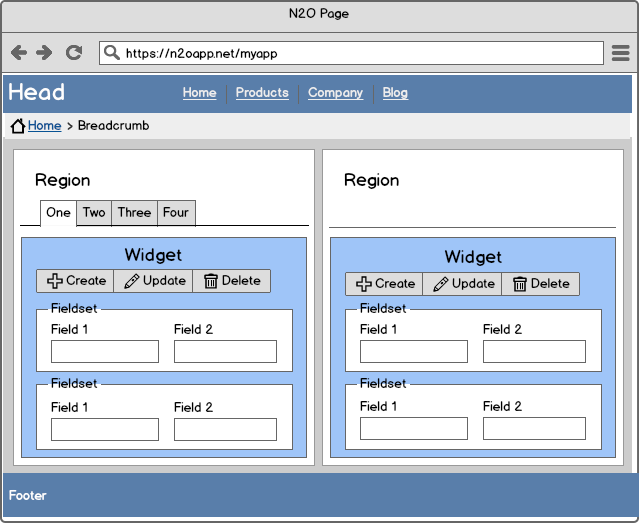 N2O Page
https://n2oapp.net/myapp
Head
Home Products Company Blog
Home > Breadcrumb
Region
One Two Three Four
Widget
Create Update Delete
Fieldset
Field 1 Field 2
Fieldset
Field 1 Field 2
Region
Widget
Create Update Delete
Fieldset
Field 1 Field 2
Fieldset
Field 1 Field 2
Footer